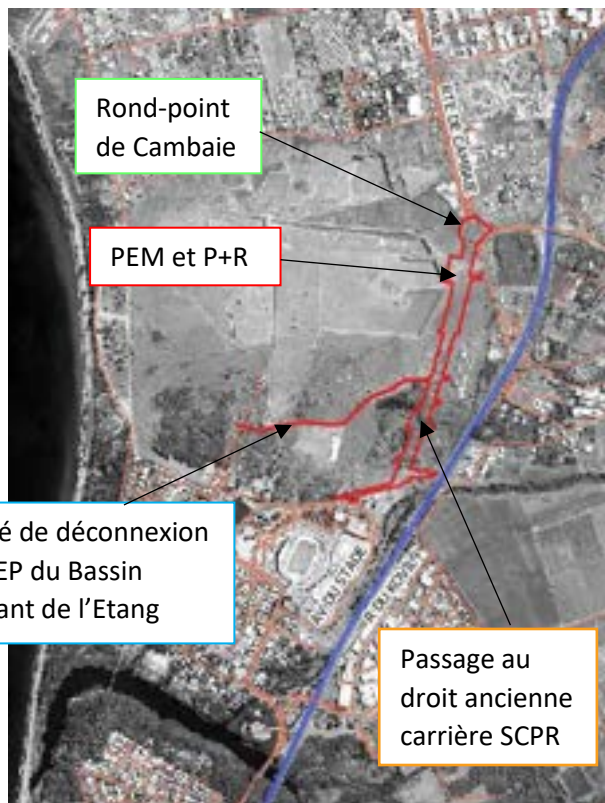 Rond-point
de Cambaie
PEM et P+R
é de déconnexion
EP du Bassin
ant de l’Etang
Passage au
droit ancienne
carrière SCPR